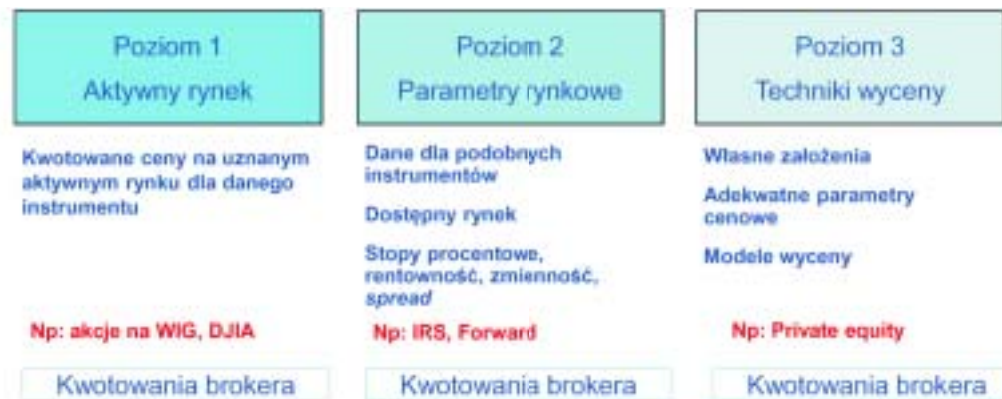 Poziom 1
Aktywny rynek
Kwotowane ceny na uznanym
aktywnym rynku dla danego
instrumentu
Np: akcje na WIG, DJIA
Kwotowania brokera
Poziom 2
Parametry rynkowe
Dane dla podobnych
instrumentów
Dostępny rynek
Stopy procentowe,
rentowność, zmienność,
spread
Np: IRS, Forward
Kwotowania brokera
Poziom 3
Techniki wyceny
Własne założenia
Adekwatne parametry
cenowe
Modele wyceny
Np: Private equity
Kwotowania brokera